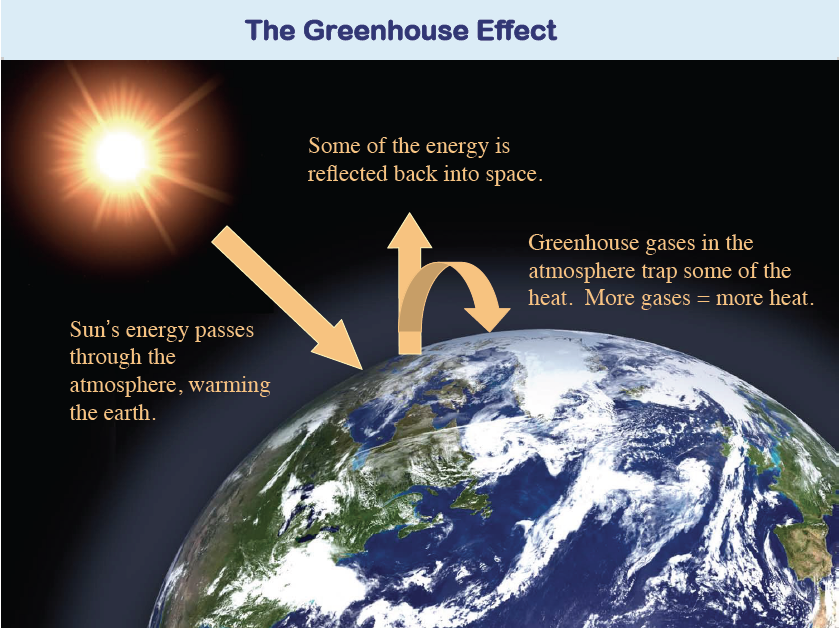 The Greenhouse Effect
Some of the energy is
reflected back into space.
Greenhouse gases in the
atmosphere trap some of the
heat.  More gases = more heat.
Sun’s energy passes
through the
atmosphere, warming
the earth.